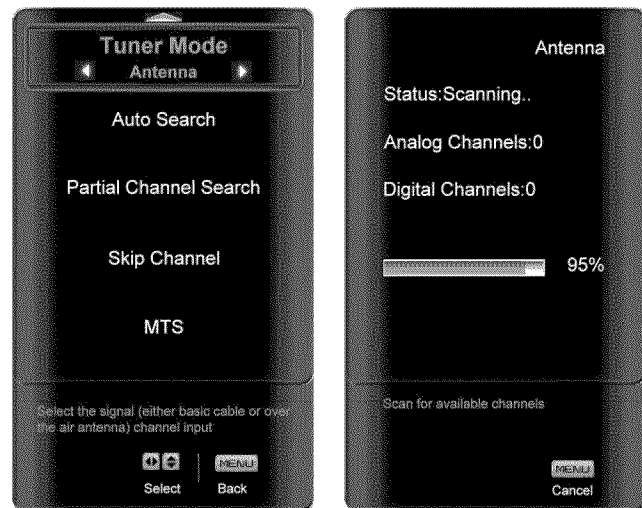 Tuner Mode
Antenna
Auto Search
Partial Channel Search
Skip Channel
MTS
Select the signal (either basic cable or over
the air antenna) channel input
MENU
Select Back
Antenna
Status:Scanning..
Analog Channels:0
Digital Channels:0
95%
Scan for available channels
MENU
Cancel